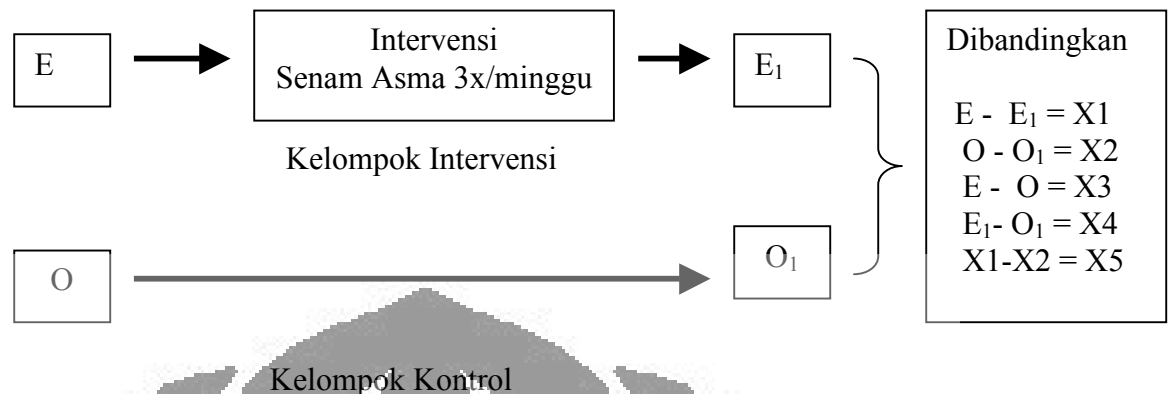 E
Intervensi
Senam Asma 3x/minggu
E₁
Kelompok Intervensi
O
O₁
Kelompok Kontrol
Dibandingkan
E - E₁ = X1
O - O₁ = X2
E - O = X3
E₁- O₁ = X4
X1-X2 = X5